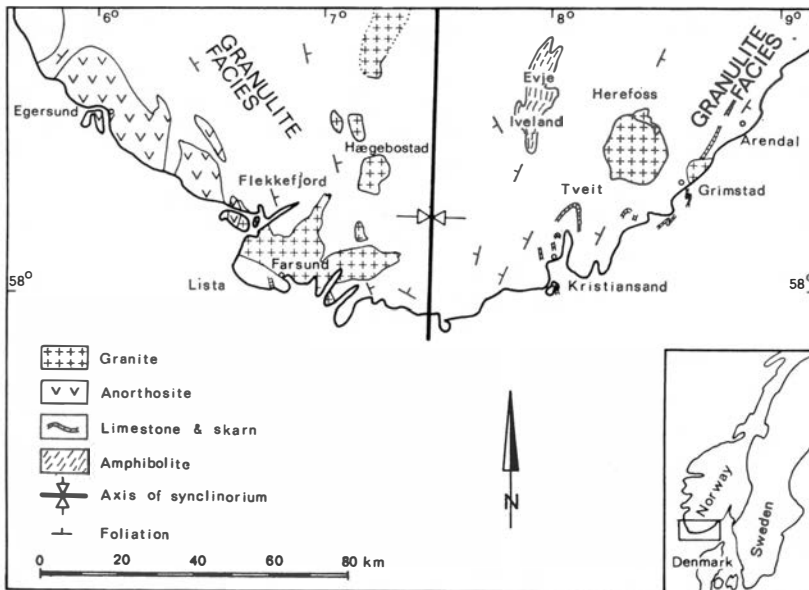 6° 7° 8° 9°
GRANULITE
FACIES
GRANULITE
FACIES
Evje
Iveland
Herefoss
Egersund
Hægebostad
Arendal
Flekkefjord
Tveit
Grimstad
58° 58°
Lista
Farsund
Kristiansand
Granite
Anorthosite
Limestone & skarn
Amphibolite
Axis of synclinorium
Foliation
0 20 40 60 80 km
N
Norway
Sweden
Denmark